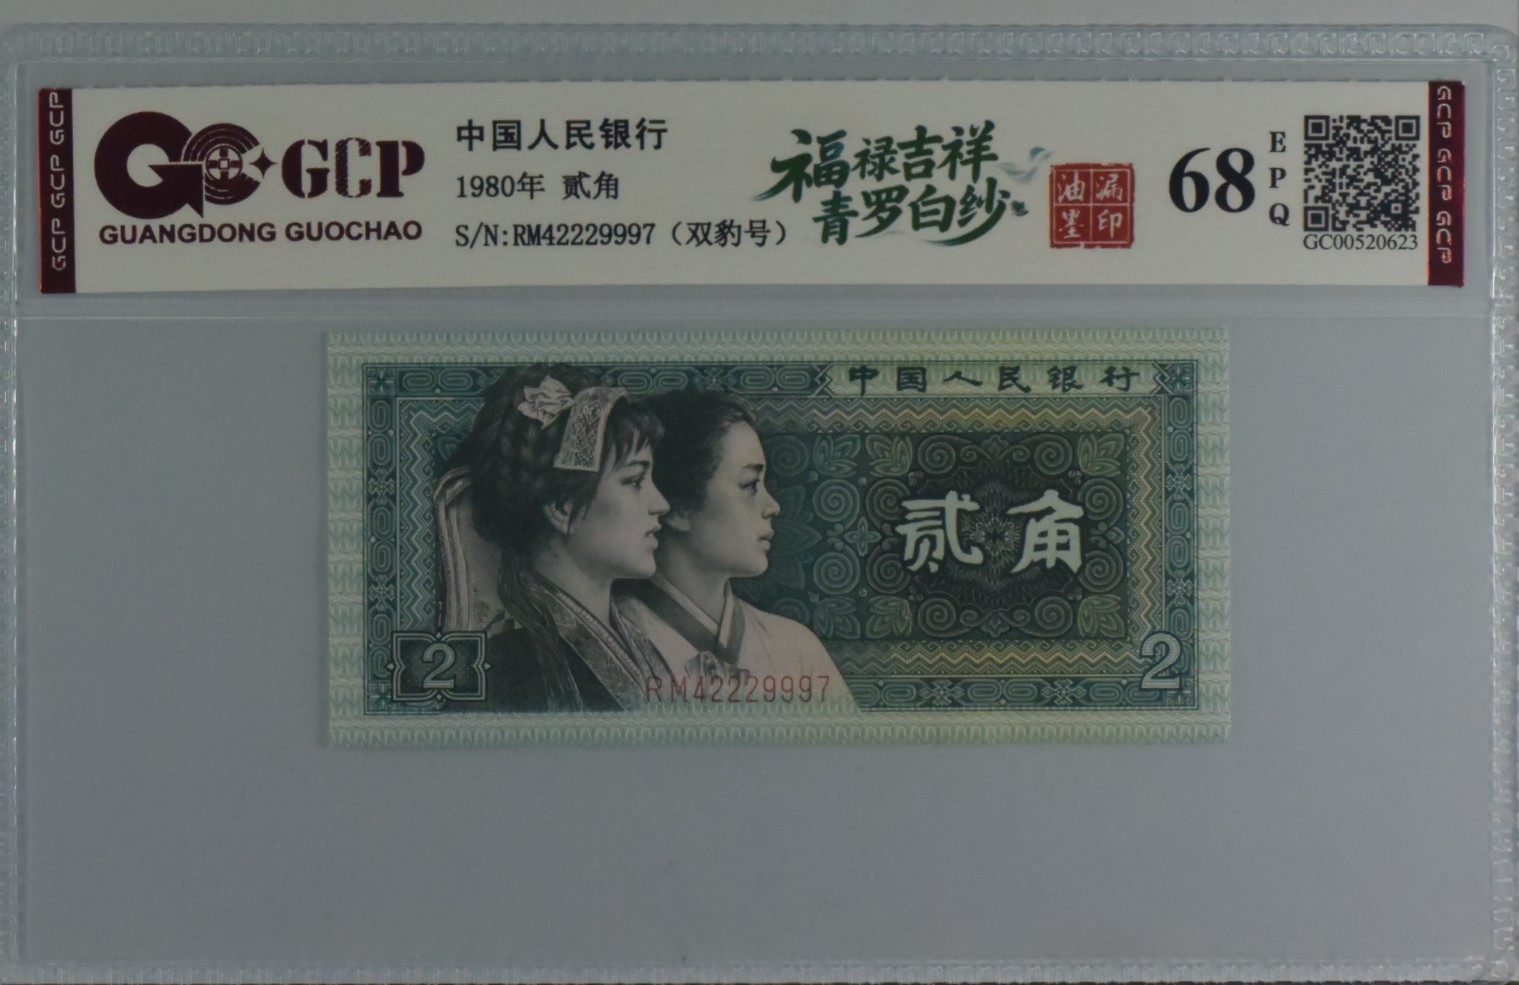 GCP GCP GCP
GCP
GUANGDONG GUOCHAO
中国人民银行
1980年 贰角
S/N:RM42229997（双豹号）
福禄吉祥
青罗白纱
油漏
墨印
68
EPQ
GC00520623
GCP GCP GCP
中国人民银行
贰角
2
2
RM42229997